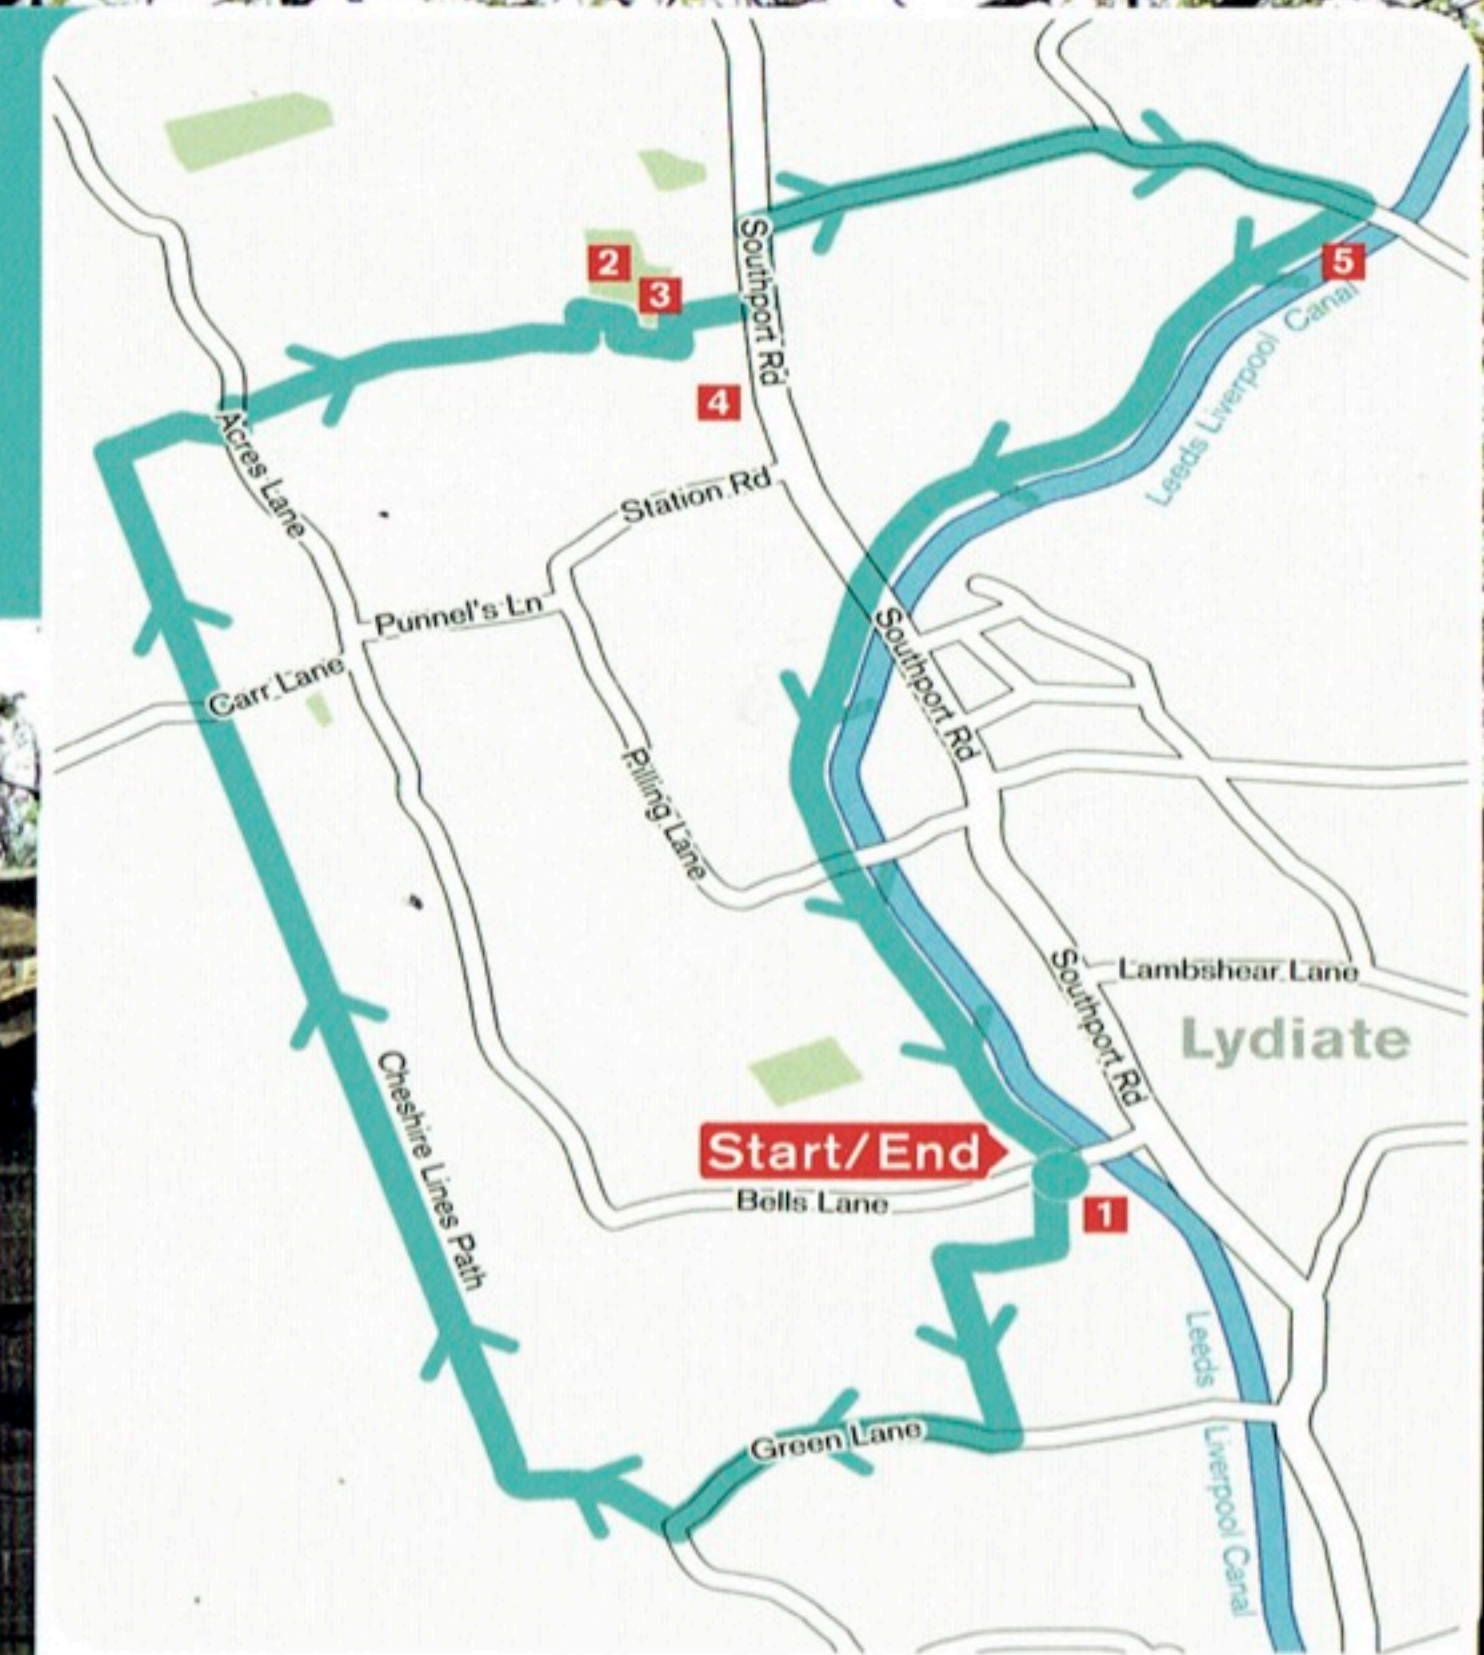 Southport Rd
2
3
5
Leeds Liverpool Canal
4
Acres Lane
Station Rd
Punnel's Ln
Carr Lane
Southport Rd
Pilling Lane
Lambshear Lane
Southport Rd
Lydiate
Cheshire Lines Path
Start/End
Bells Lane
1
Leeds Liverpool Canal
Green Lane